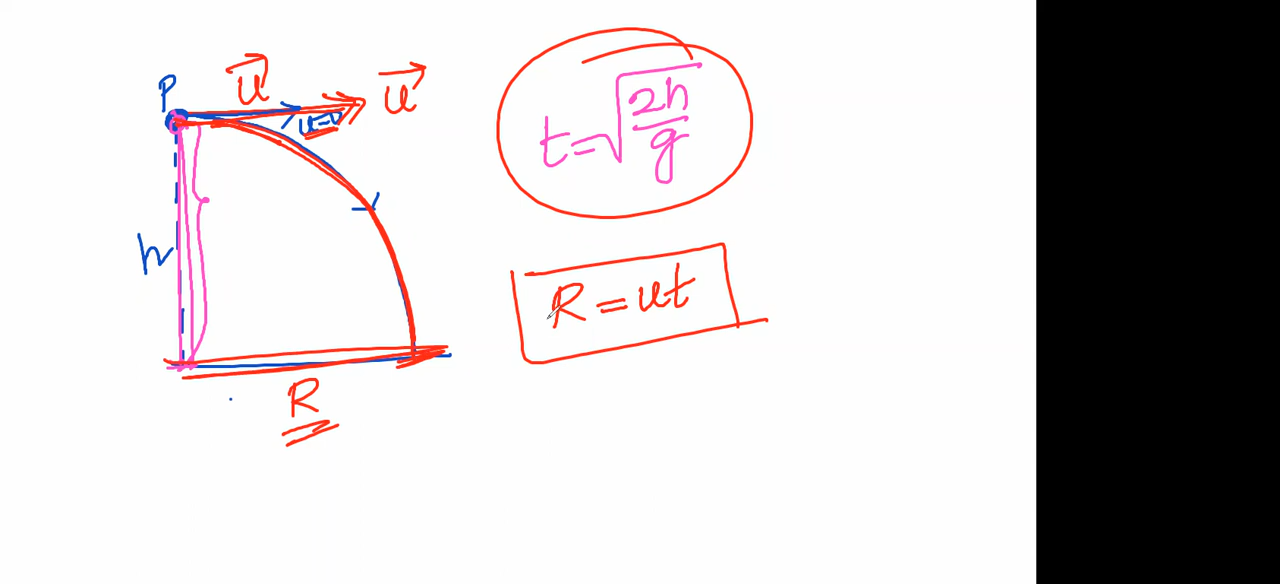 P
u⃗
u⃗
u=v
h
R
t=√(2h/g)
R=ut